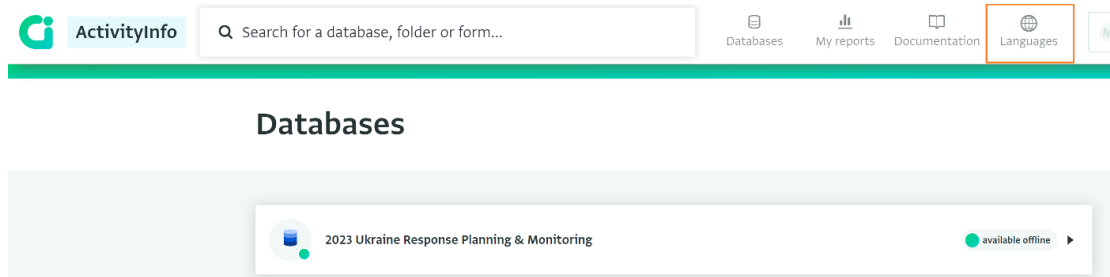 ActivityInfo
Search for a database, folder or form...
Databases
My reports
Documentation
Languages
Databases
2023 Ukraine Response Planning & Monitoring
available offline